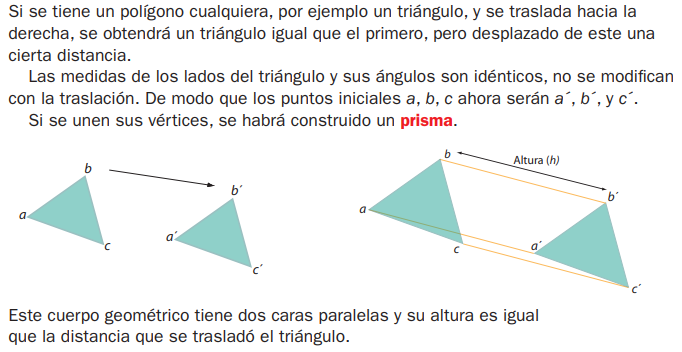 Si se tiene un polígono cualquiera, por ejemplo un triángulo, y se traslada hacia la
derecha, se obtendrá un triángulo igual que el primero, pero desplazado de este una
cierta distancia.
Las medidas de los lados del triángulo y sus ángulos son idénticos, no se modifican
con la traslación. De modo que los puntos iniciales a, b, c ahora serán a´, b´, y c´.
Si se unen sus vértices, se habrá construido un prisma.
b
a
c
b´
a´
c´
b
Altura (h)
b´
a
c
a´
c´
Este cuerpo geométrico tiene dos caras paralelas y su altura es igual
que la distancia que se trasladó el triángulo.